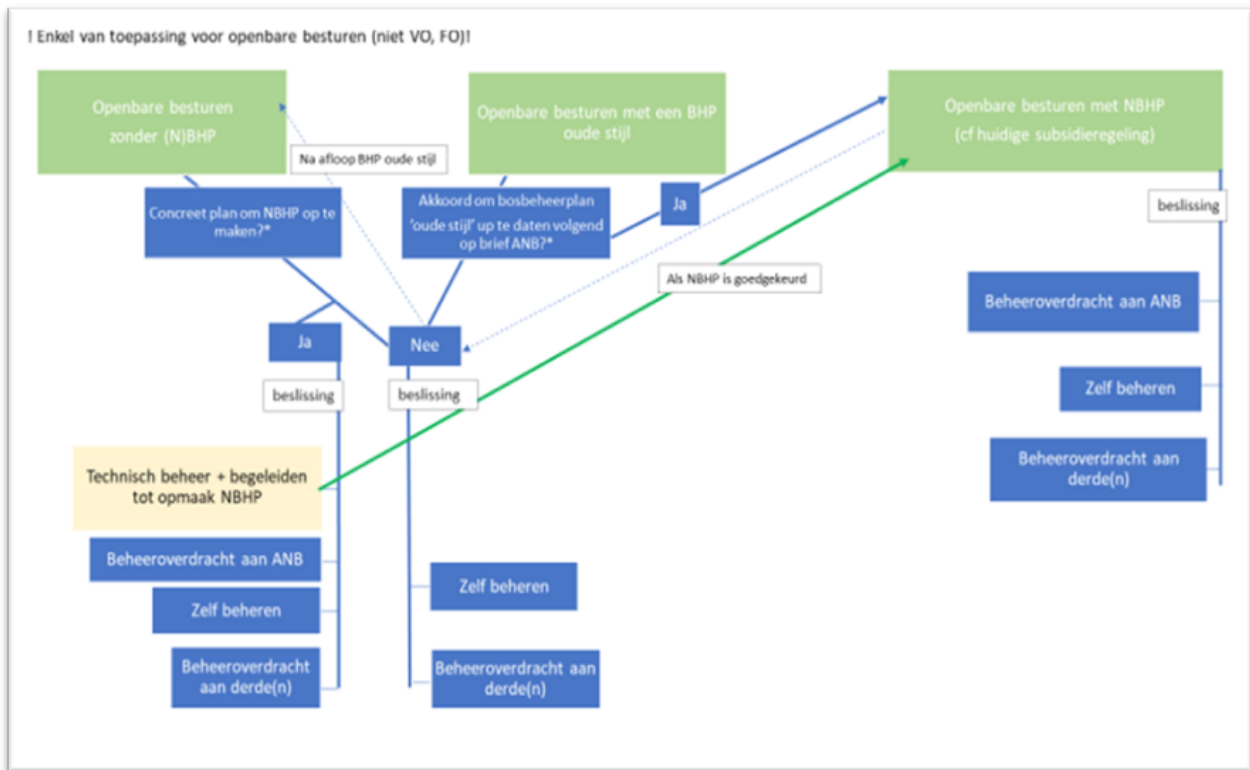 ! Enkel van toepassing voor openbare besturen (niet VO, FO)!
Openbare besturen
zonder (N)BHP
Openbare besturen met een BHP
oude stijl
Openbare besturen met NBHP
(cf huidige subsidieregeling)
Na afloop BHP oude stijl
Concreet plan om NBHP op te
maken?*
Akkoord om bosbeheerplan
'oude stijl' up te daten volgend
op brief ANB?*
Ja
beslissing
Als NBHP is goedgekeurd
Beheeroverdracht aan ANB
Ja
Nee
beslissing
beslissing
Zelf beheren
Beheeroverdracht aan
derde(n)
Technisch beheer + begeleiden
tot opmaak NBHP
Beheeroverdracht aan ANB
Zelf beheren
Zelf beheren
Beheeroverdracht
aan derde(n)
Beheeroverdracht aan
derde(n)